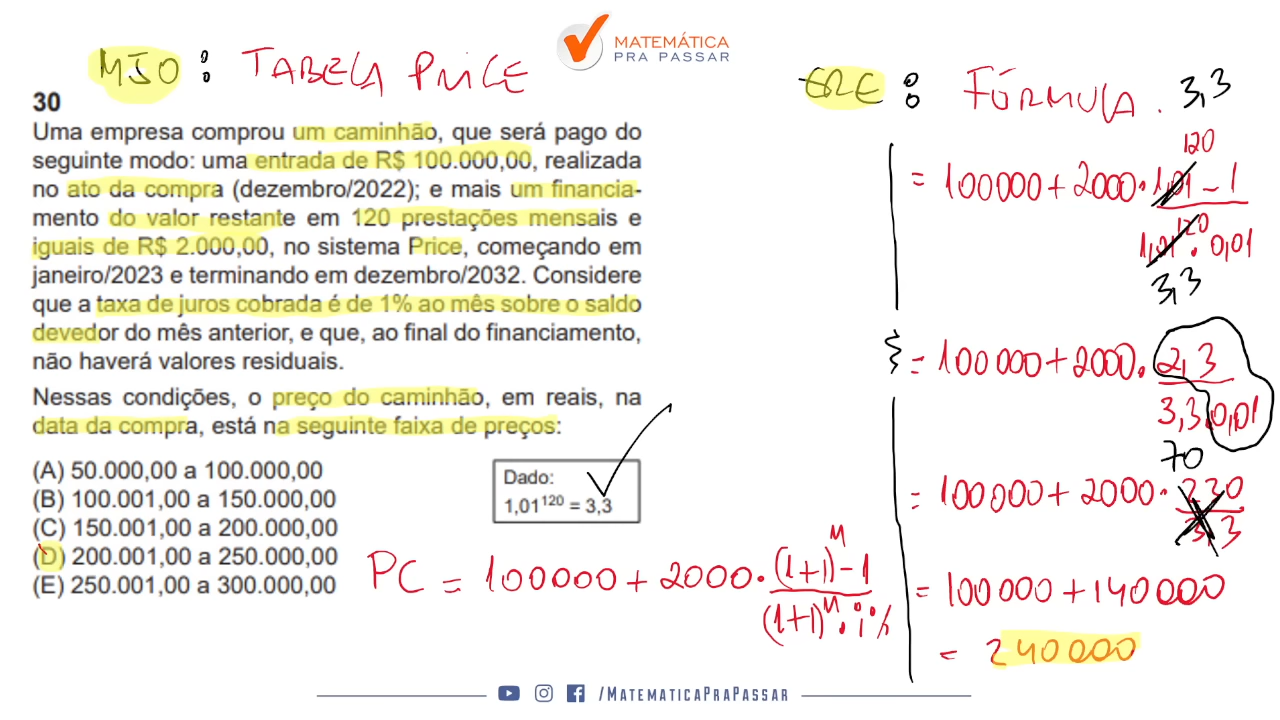 MATEMÁTICA
PRA PASSAR
MJO : TABELA PRICE
30
Uma empresa comprou um caminhão, que será pago do
seguinte modo: uma entrada de R$ 100.000,00, realizada
no ato da compra (dezembro/2022); e mais um financia-
mento do valor restante em 120 prestações mensais e
iguais de R$ 2.000,00, no sistema Price, começando em
janeiro/2023 e terminando em dezembro/2032. Considere
que a taxa de juros cobrada é de 1% ao mês sobre o saldo
devedor do mês anterior, e que, ao final do financiamento,
não haverá valores residuais.
Nessas condições, o preço do caminhão, em reais, na
data da compra, está na seguinte faixa de preços:
(A) 50.000,00 a 100.000,00
(B) 100.001,00 a 150.000,00
(C) 150.001,00 a 200.000,00
(D) 200.001,00 a 250.000,00
(E) 250.001,00 a 300.000,00
Dado:
1,01¹²⁰ = 3,3
PC = 100000 + 2000 . (1+i)^M - 1
(1+i)^M . i%
: FÓRMULA . 3,3
120
= 100000 + 2000 . 1,01 - 1
1,01^120 . 0,01
3,3
= 100000 + 2000 . 2,3
3,3.0,01
70
= 100000 + 2000 . 230
3,3
= 100000 + 140000
= 240000
/MatematicaPraPassar